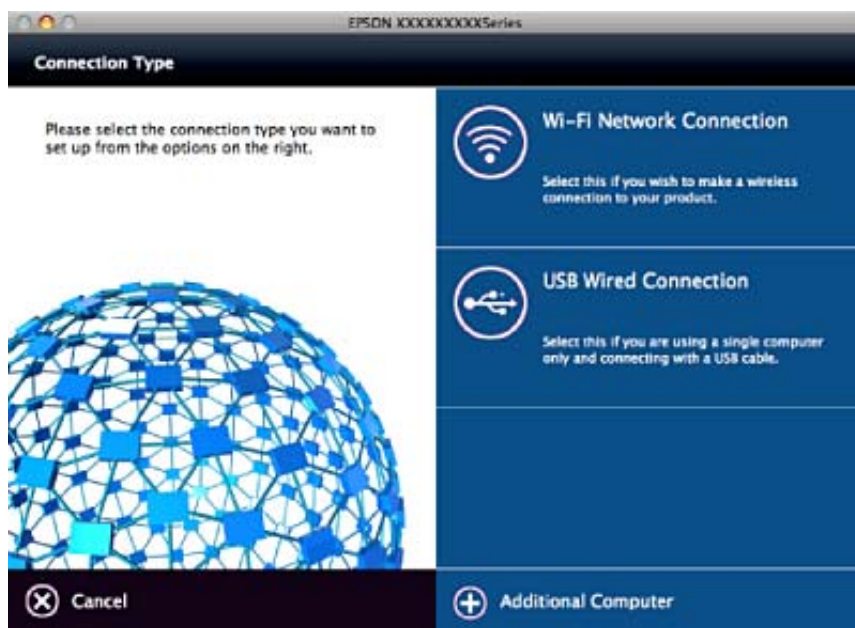 EPSON XXXXXXXXXSeries
Connection Type
Please select the connection type you want to
set up from the options on the right.
Wi-Fi Network Connection
Select this if you wish to make a wireless
connection to your product.
USB Wired Connection
Select this if you are using a single computer
only and connecting with a USB cable.
Cancel
Additional Computer